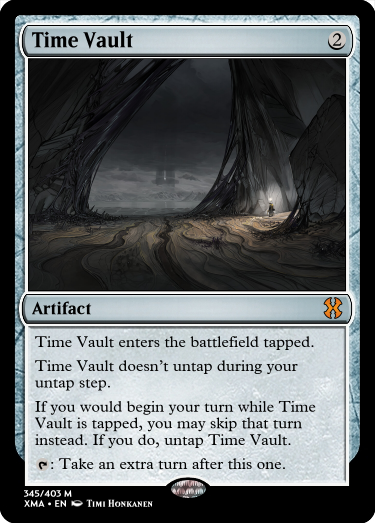 Time Vault 2
Artifact
Time Vault enters the battlefield tapped.
Time Vault doesn't untap during your
untap step.
If you would begin your turn while Time
Vault is tapped, you may skip that turn
instead. If you do, untap Time Vault.
: Take an extra turn after this one.
345/403 M
XMA • EN Timi Honkanen